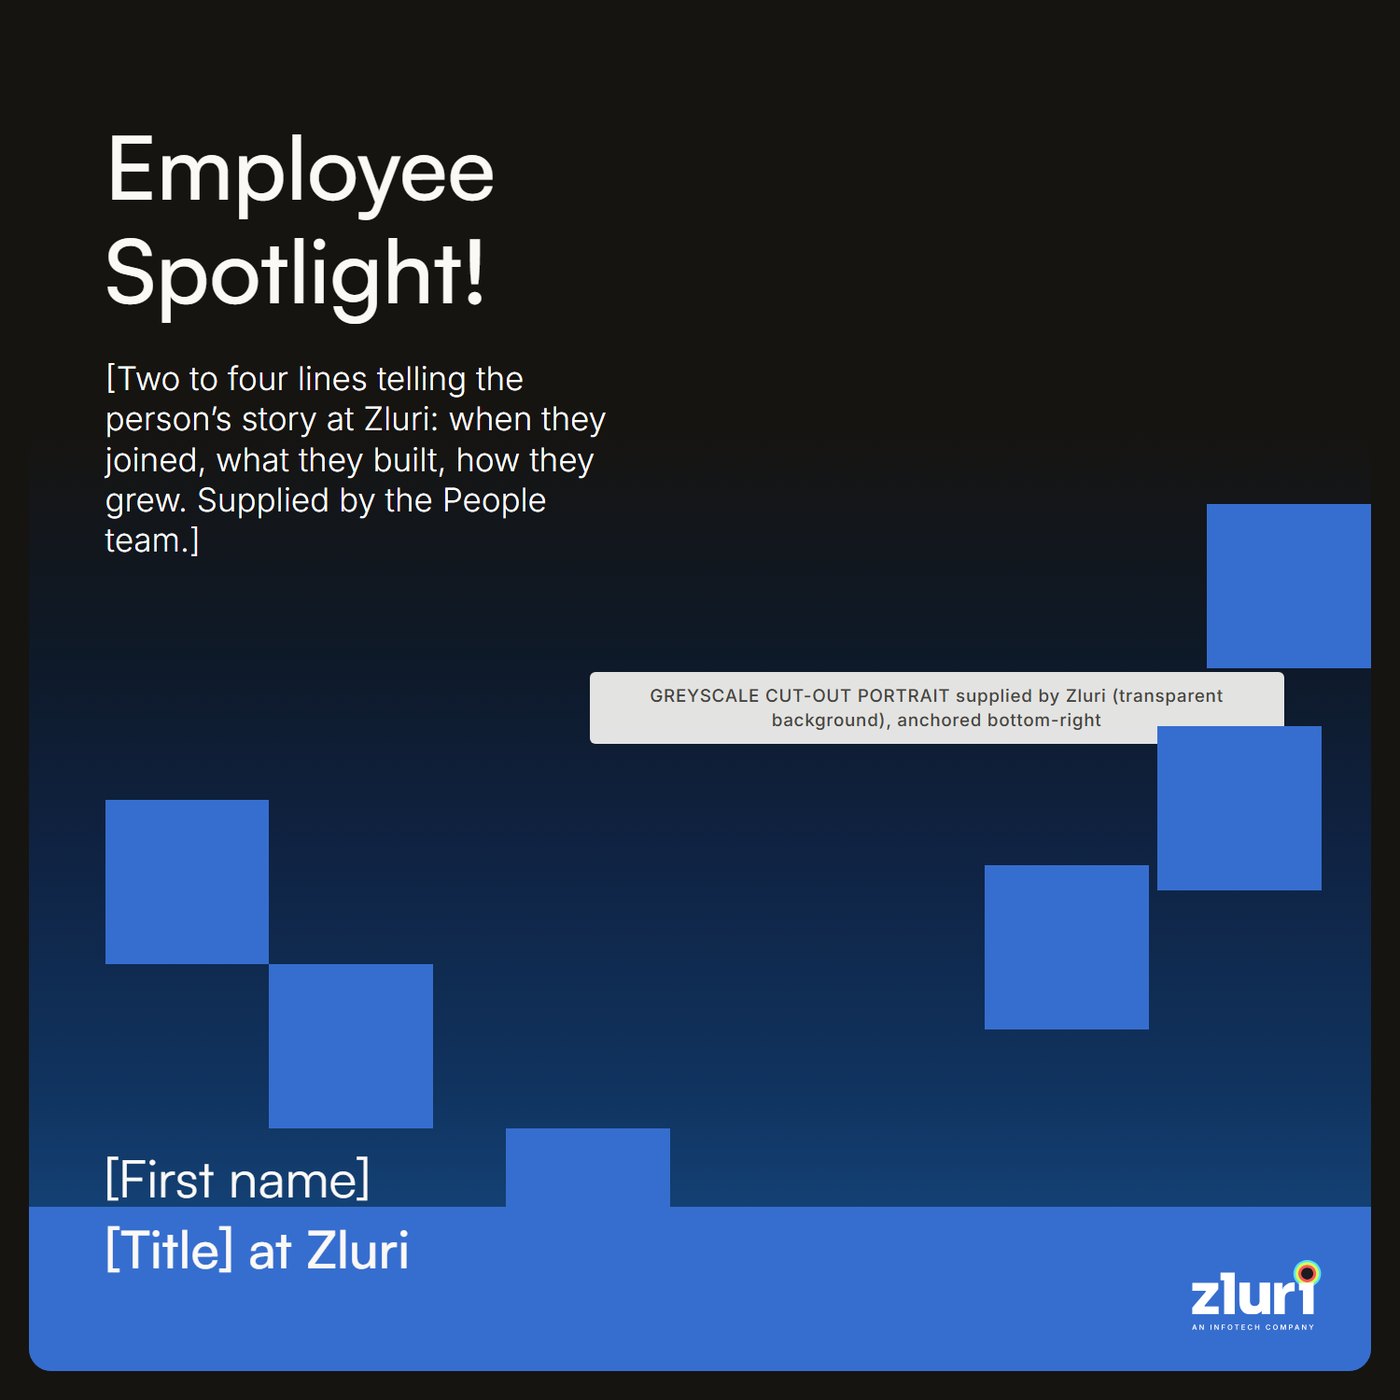 Employee
Spotlight!
[Two to four lines telling the
person’s story at Zluri: when they
joined, what they built, how they
grew. Supplied by the People
team.]
GREYSCALE CUT-OUT PORTRAIT supplied by Zluri (transparent
background), anchored bottom-right
[First name]
[Title] at Zluri
zluri
AN INFOTECH COMPANY